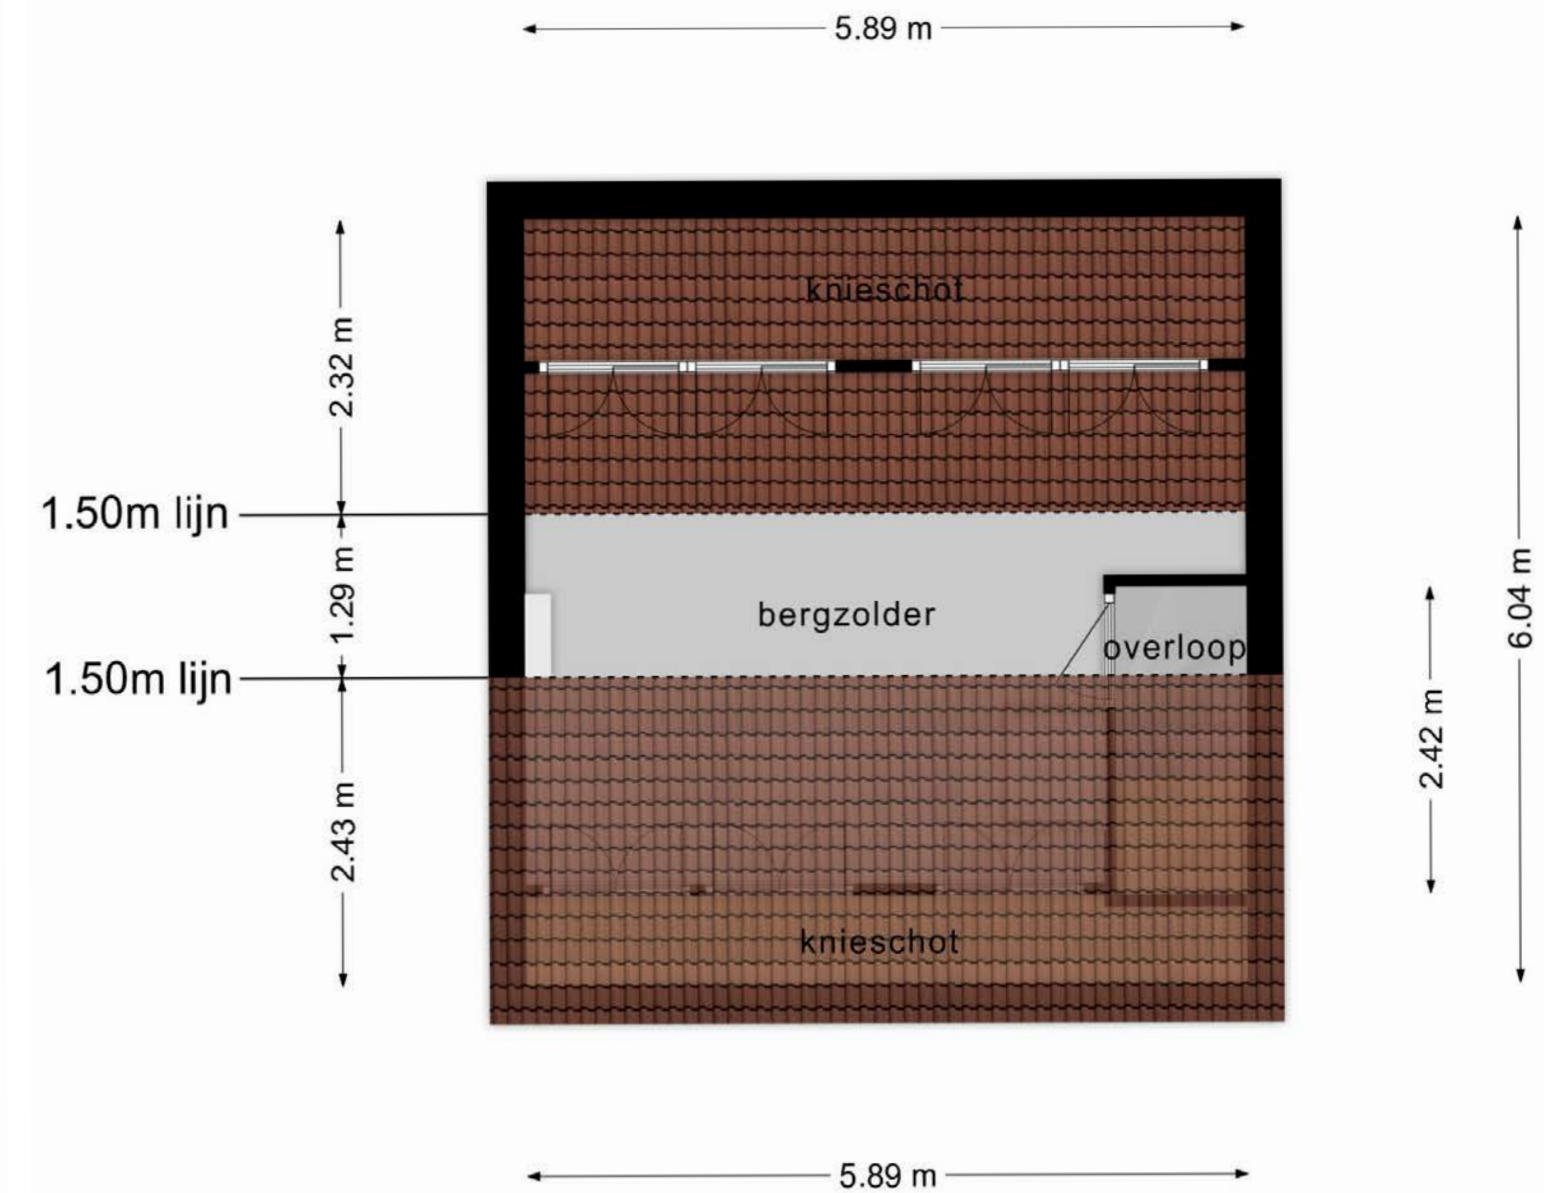 5.89 m
knieschot
2.32 m
1.50m lijn
1.29 m
6.04 m
bergzolder
overloop
1.50m lijn
2.42 m
2.43 m
knieschot
5.89 m